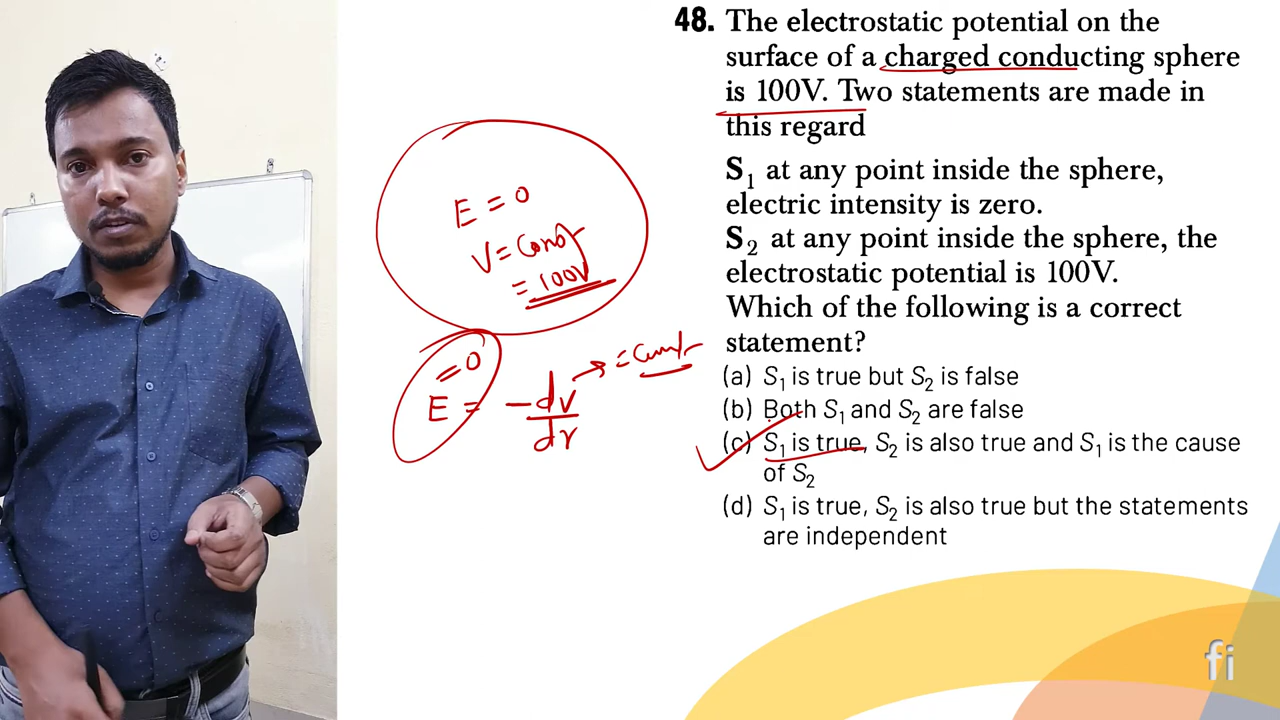 48. The electrostatic potential on the
surface of a charged conducting sphere
is 100V. Two statements are made in
this regard
S₁ at any point inside the sphere,
electric intensity is zero.
S₂ at any point inside the sphere, the
electrostatic potential is 100V.
Which of the following is a correct
statement?
(a) S₁ is true but S₂ is false
(b) Both S₁ and S₂ are false
(c) S₁ is true, S₂ is also true and S₁ is the cause
of S₂
(d) S₁ is true, S₂ is also true but the statements
are independent
E = 0
V = Const
= 100V
= 0
E = -dv/dr
= Const
fi